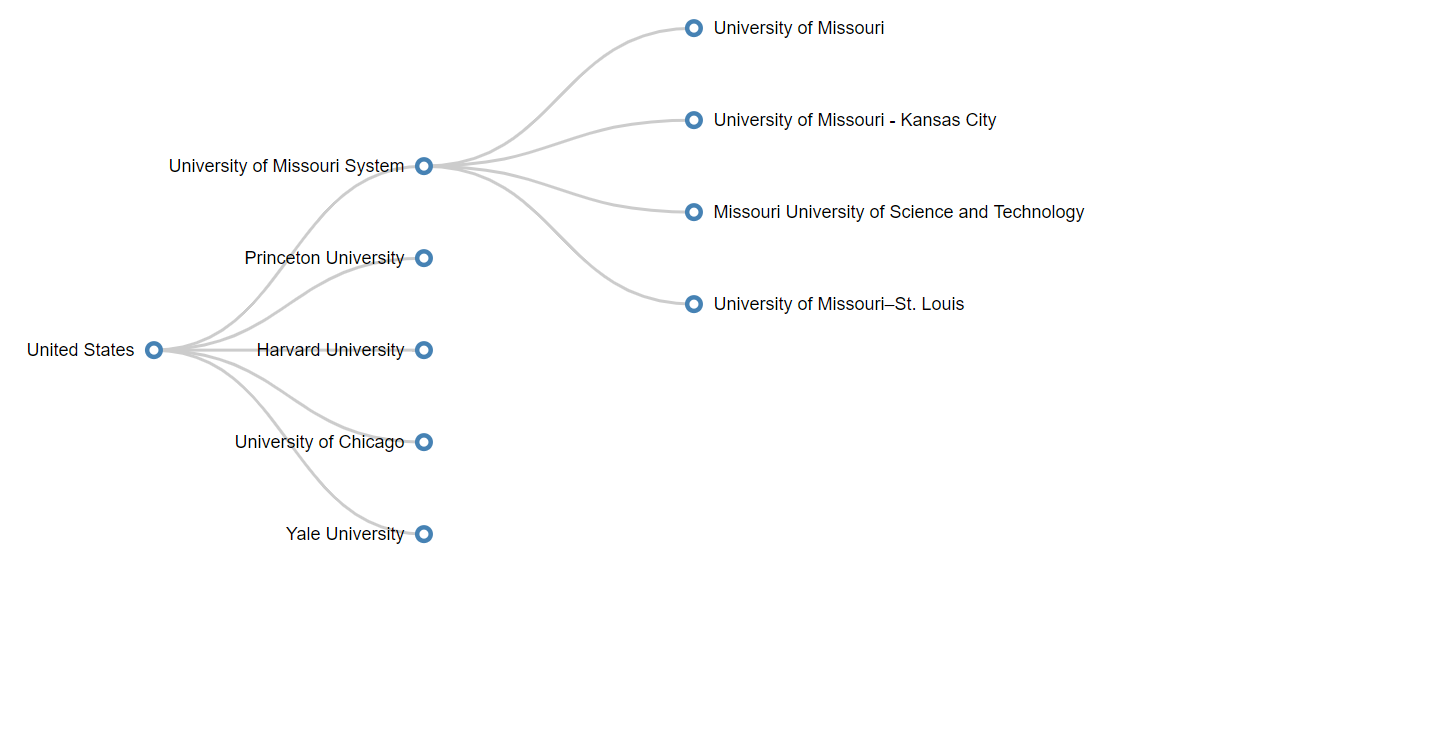 University of Missouri
University of Missouri - Kansas City
University of Missouri System
Missouri University of Science and Technology
Princeton University
University of Missouri–St. Louis
United States
Harvard University
University of Chicago
Yale University